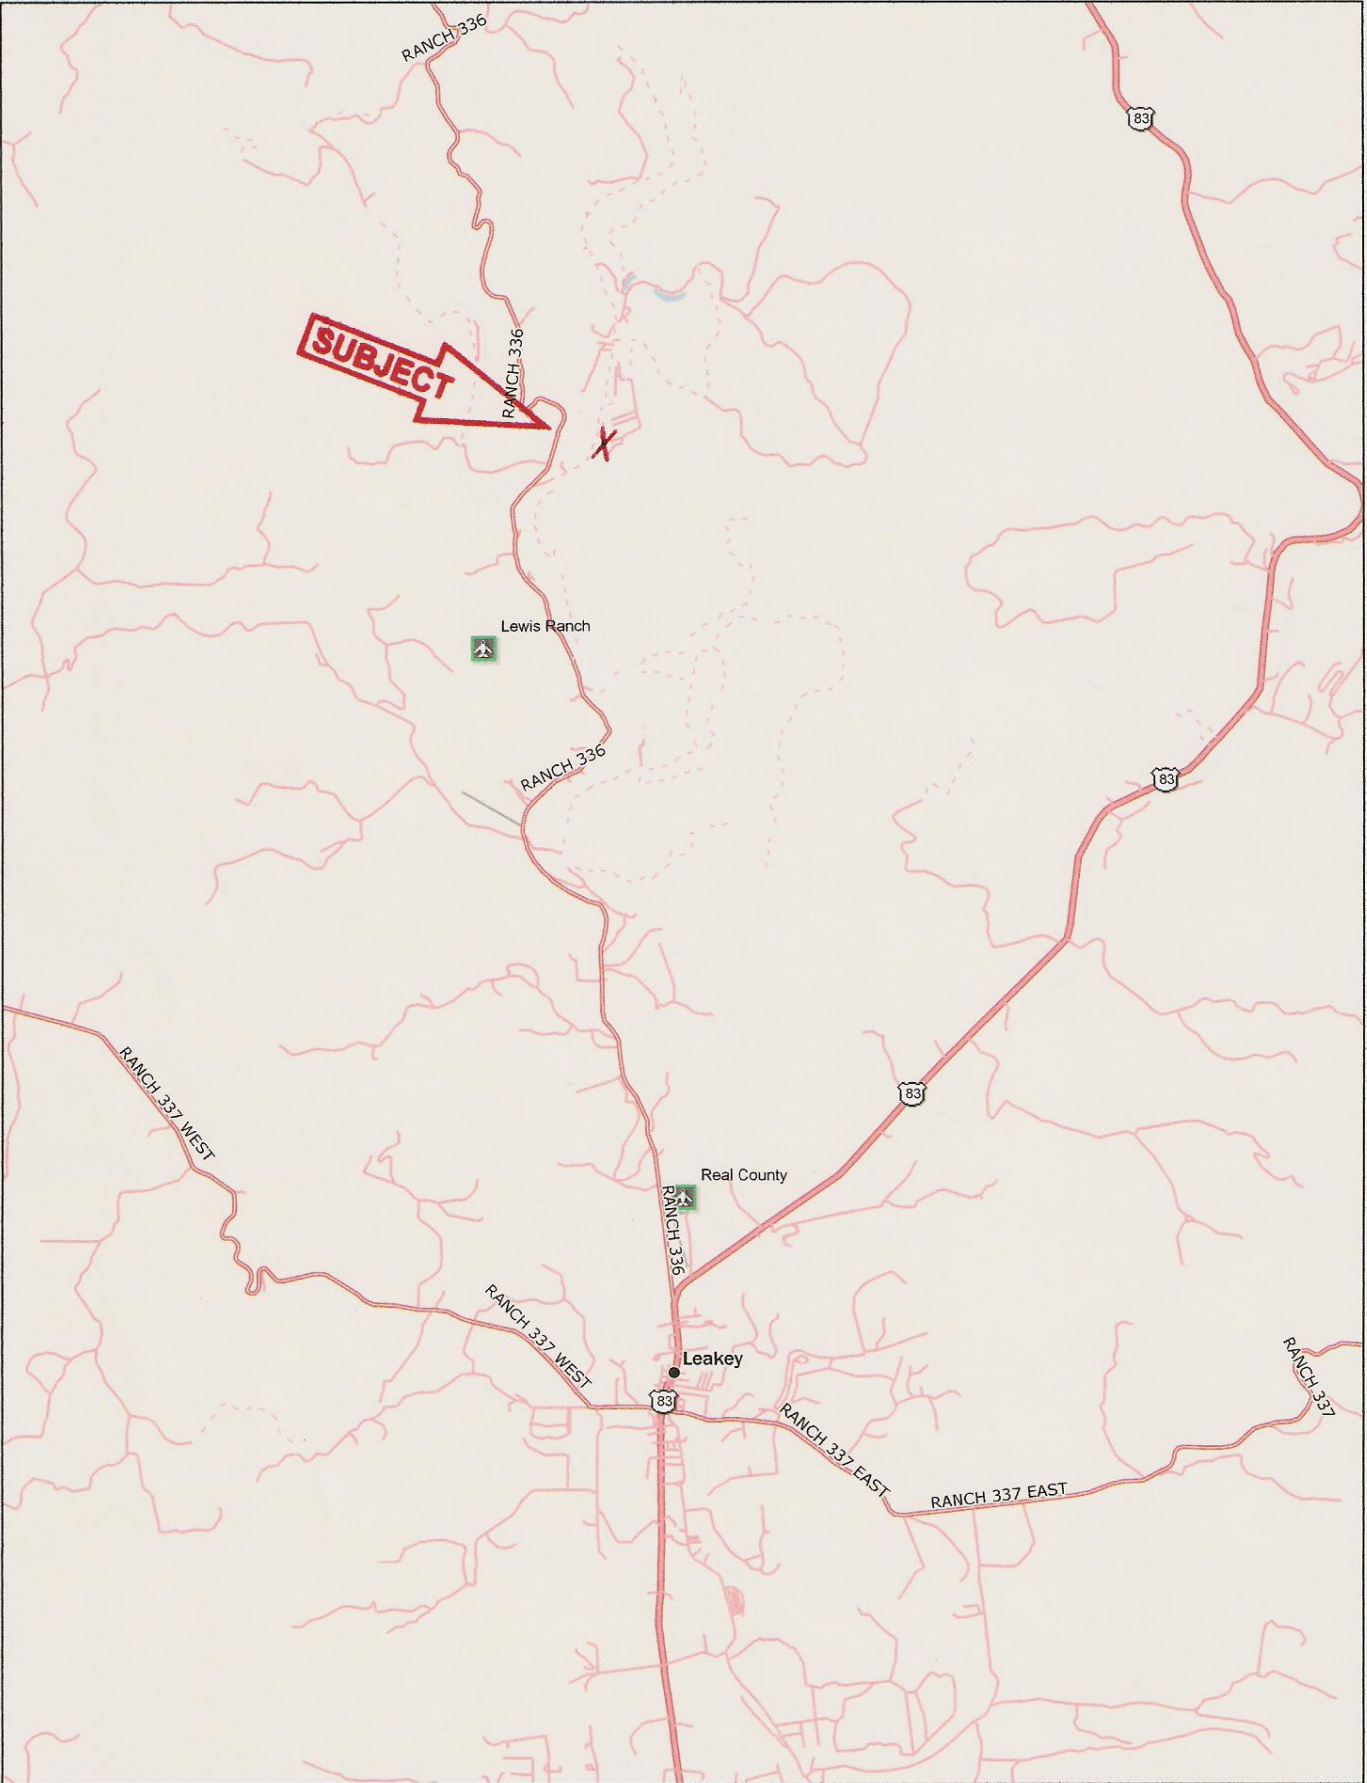 RANCH 336
83
SUBJECT
RANCH 336
X
Lewis Ranch
RANCH 336
83
RANCH 337 WEST
83
Real County
RANCH 336
RANCH 337 WEST
Leakey
83
RANCH 337
RANCH 337 EAST
RANCH 337 EAST